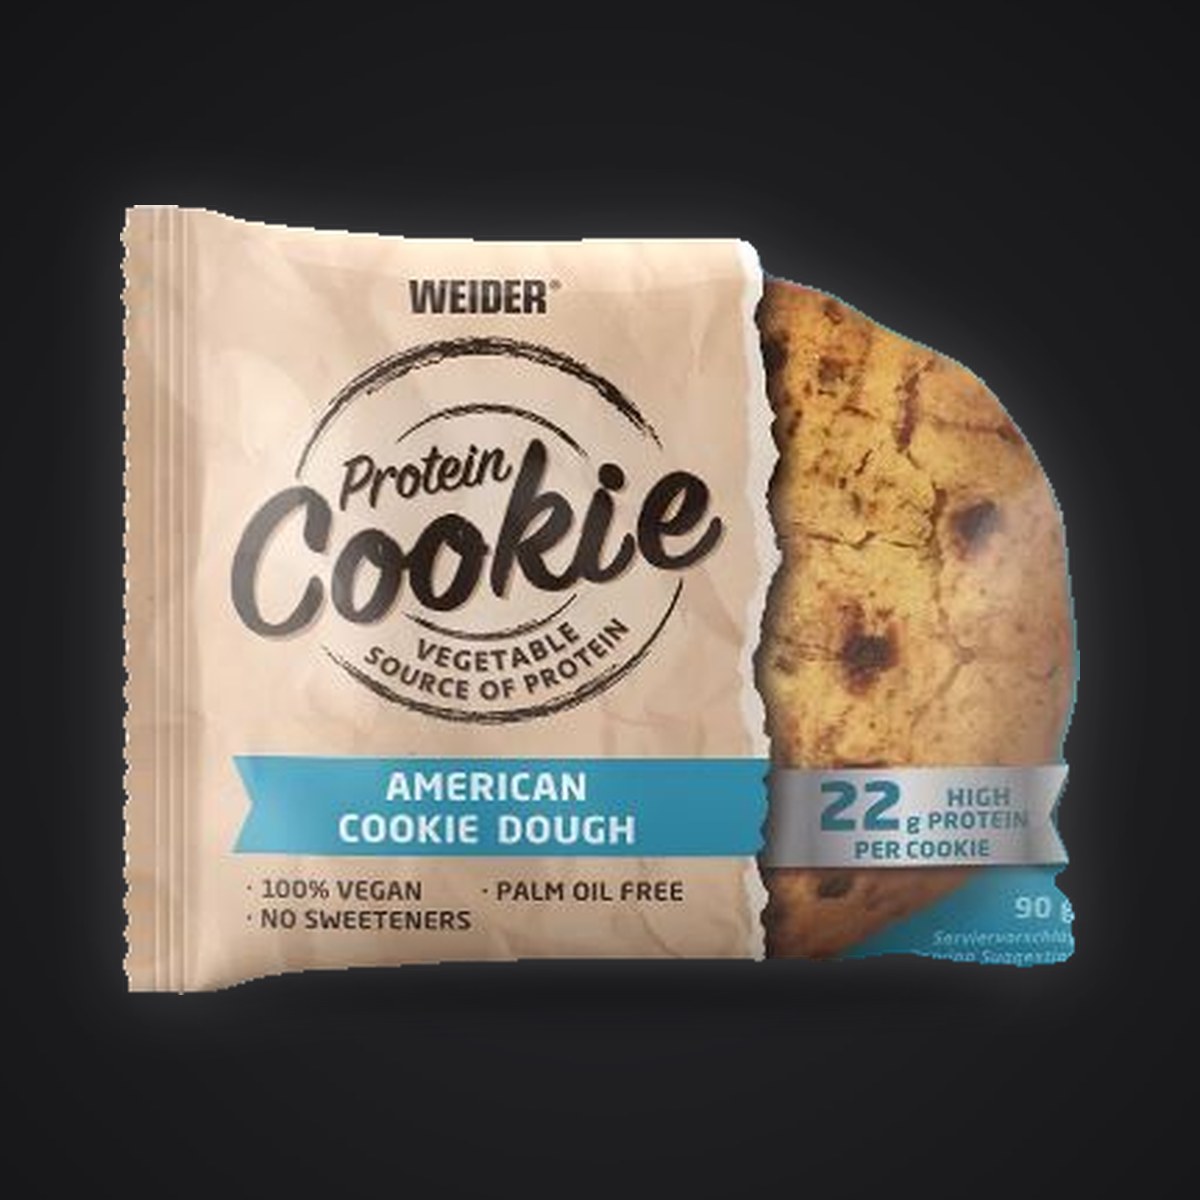 WEIDER®
Protein
Cookie
VEGETABLE
SOURCE OF PROTEIN
AMERICAN
COOKIE DOUGH
· 100% VEGAN
· PALM OIL FREE
· NO SWEETENERS
22 g HIGH
PROTEIN
PER COOKIE
90 g